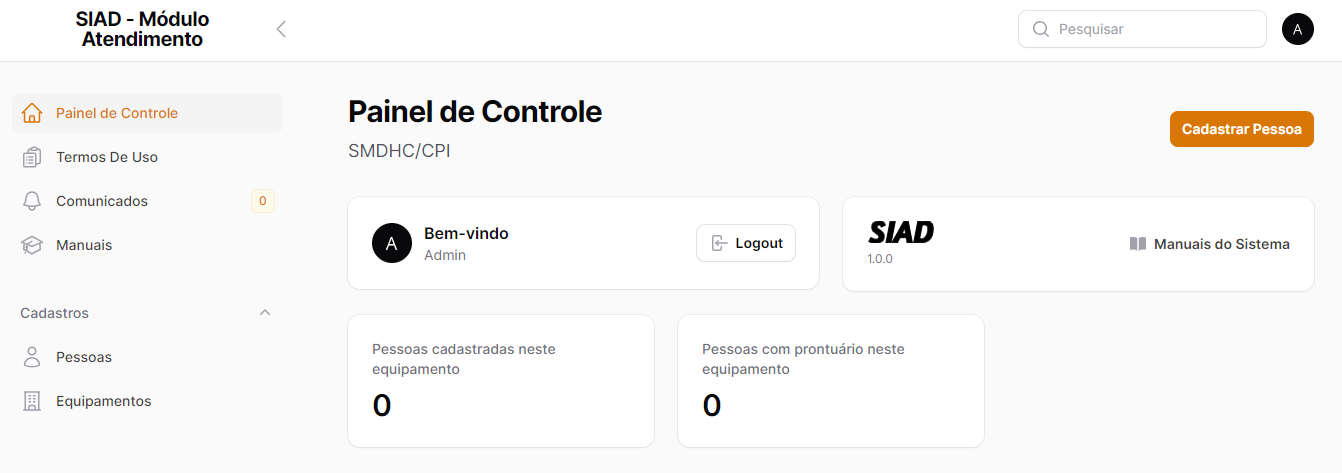 SIAD - Módulo
Atendimento
Pesquisar
A
Painel de Controle
Termos De Uso
Comunicados
0
Manuais
Cadastros
Pessoas
Equipamentos
Painel de Controle
SMDHC/CPI
Cadastrar Pessoa
A
Bem-vindo
Admin
Logout
SIAD
1.0.0
Manuais do Sistema
Pessoas cadastradas neste
equipamento
0
Pessoas com prontuário neste
equipamento
0